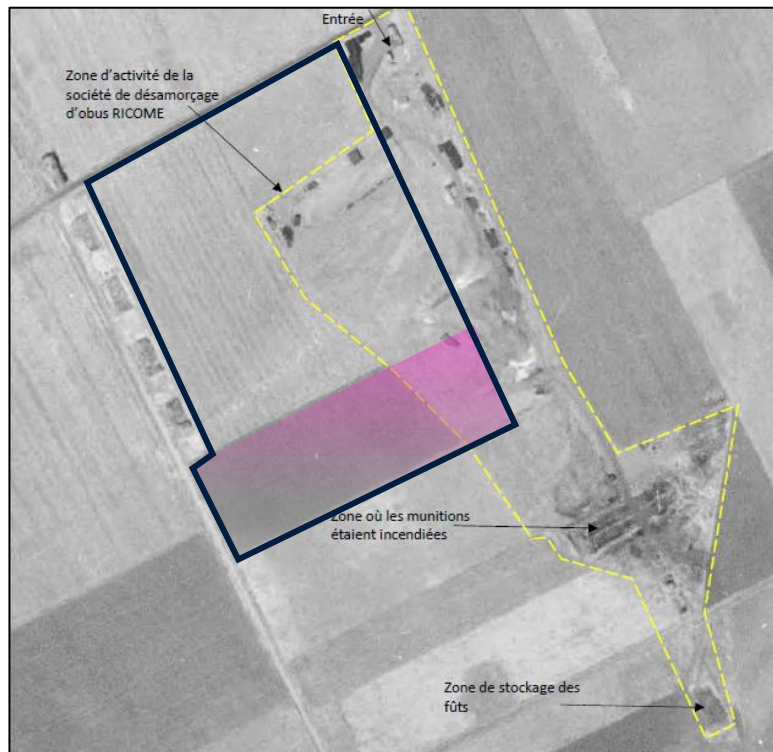 Entrée
Zone d'activité de la
société de désamorçage
d'obus RICOME
Zone où les munitions
étaient incendiées
Zone de stockage des
fûts